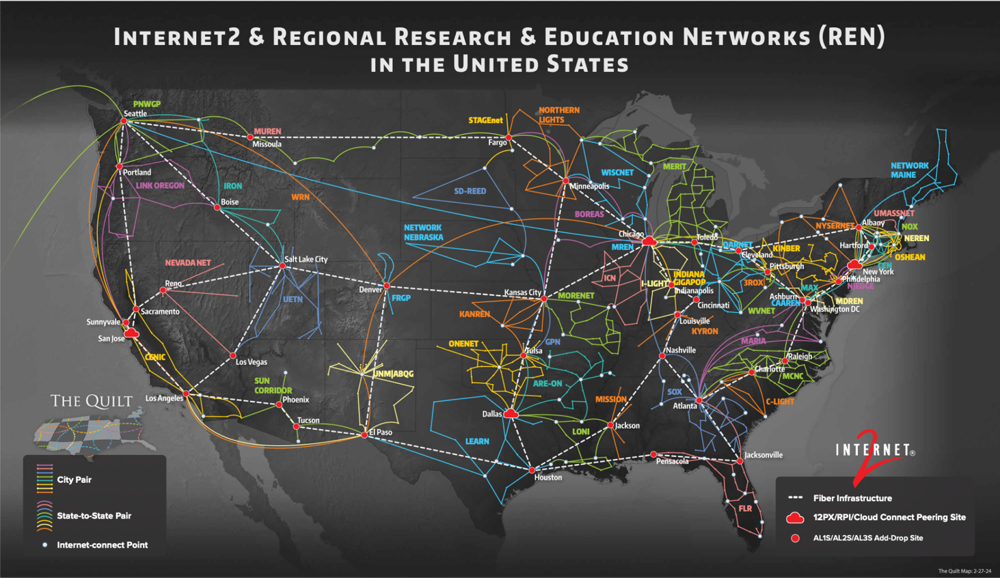 INTERNET2 & REGIONAL RESEARCH & EDUCATION NETWORKS (REN)
IN THE UNITED STATES
PNWGP
Seattle
MUREN
Missoula
STAGEnet
Fargo
NORTHERN
LIGHTS
Portland
LINK OREGON
IRON
Boise
WRN
SD-REED
Minneapolis
WISCNET
MERIT
NETWORK
MAINE
BOREAS
NETWORK
NEBRASKA
Chicago
MREN
Toledo
OARNET
Cleveland
KINBER
Pittsburgh
NYSERNET
Albany
UMASSNET
NOX
NEREN
Hartford
OSHEAN
CEN
New York
Philadelphia
NJEDGE
NEVADA NET
Reno
Salt Lake City
UETN
Denver
FRGP
Kansas City
MORENET
ICN
I-LIGHT
INDIANA
GIGAPOP
Indianapolis
Cincinnati
3ROX
MAX
Ashburn
CAAREN
MDREN
Washington DC
WVNET
Sacramento
Sunnyvale
San Jose
CENIC
Las Vegas
KANREN
ONENET
GPN
Tulsa
Louisville
KYRON
Nashville
MARIA
Raleigh
Charlotte
MCNC
UNM|ABQG
ARE-ON
MISSION
SOX
Atlanta
C-LIGHT
SUN
CORRIDOR
Los Angeles
Phoenix
Tucson
El Paso
Dallas
LEARN
LONI
Jackson
Houston
Pensacola
Jacksonville
FLR
THE QUILT
City Pair
State-to-State Pair
Internet-connect Point
INTERNET®
2
Fiber Infrastructure
12PX/RPI/Cloud Connect Peering Site
AL1S/AL2S/AL3S Add-Drop Site
The Quilt Map: 2-27-24